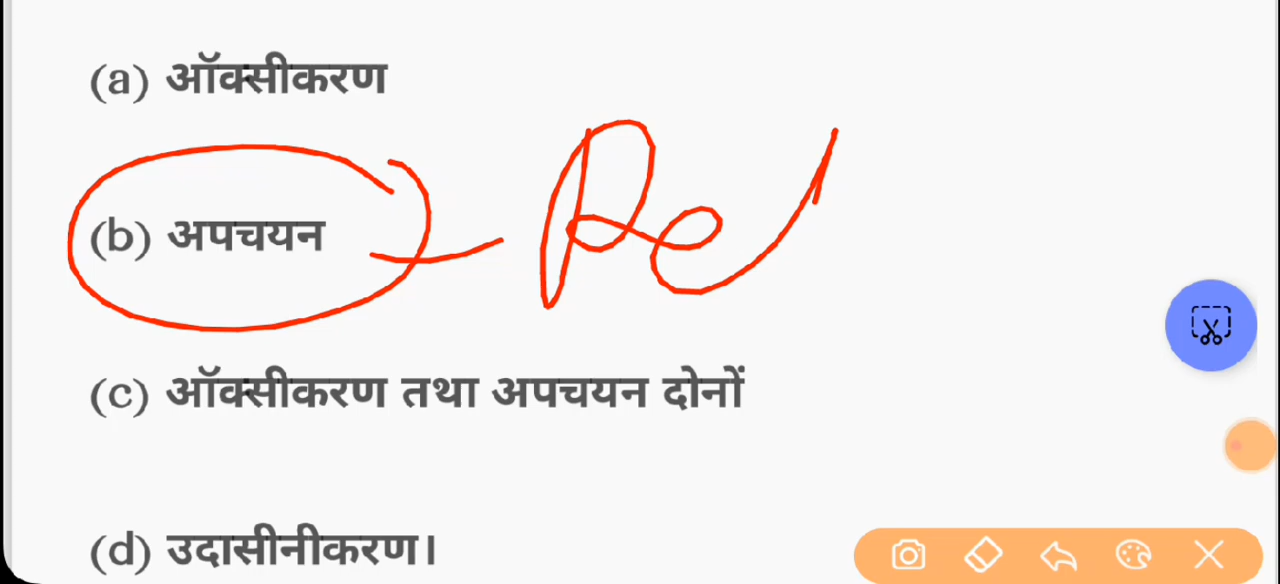 (a) ऑक्सीकरण
(b) अपचयन
Re
(c) ऑक्सीकरण तथा अपचयन दोनों
(d) उदासीनीकरण।